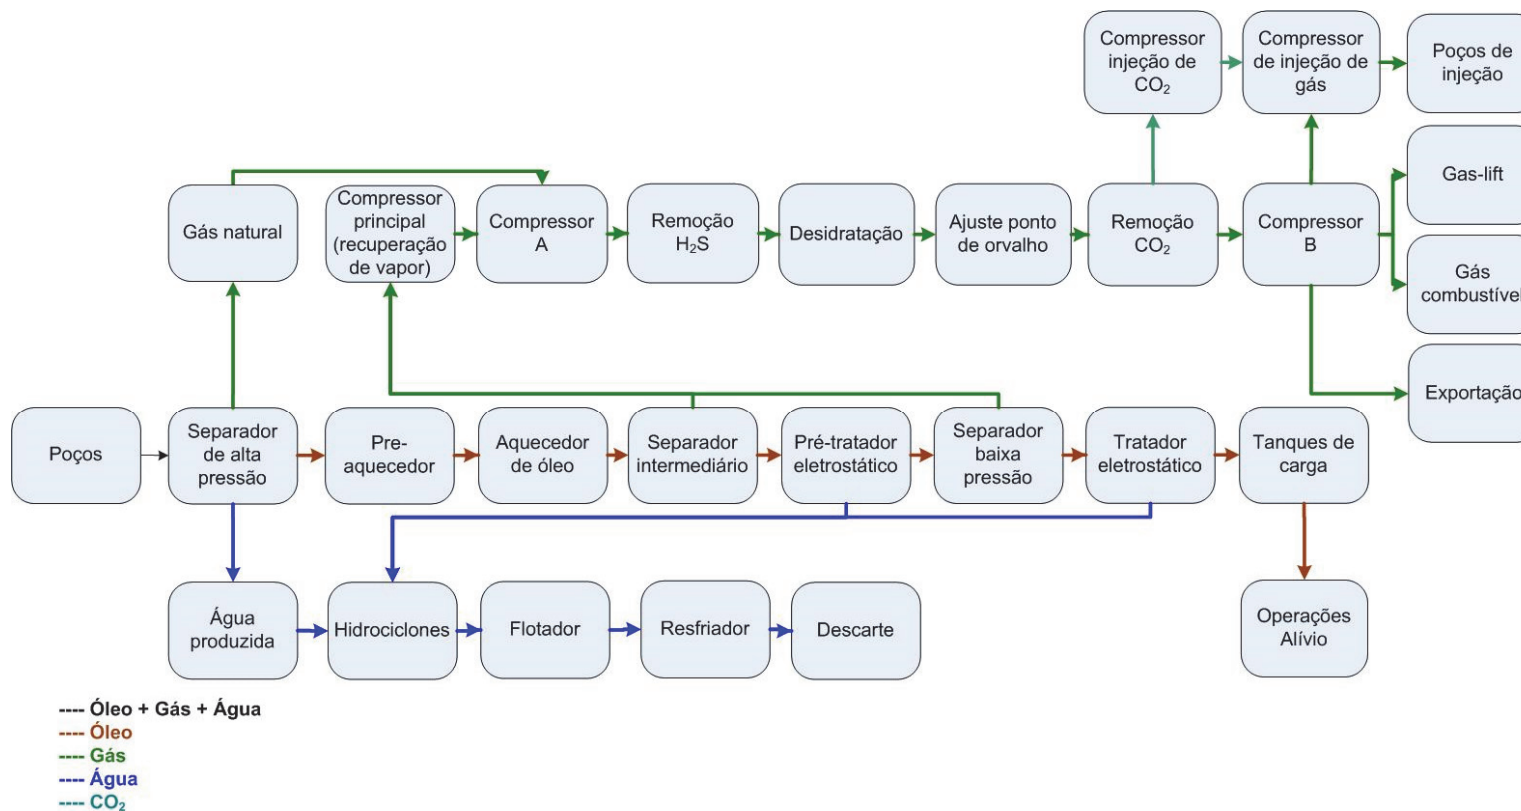 Compressor
injeção de
CO₂
Compressor
de injeção de
gás
Poços de
injeção
Gas-lift
Gás natural
Compressor
principal
(recuperação
de vapor)
Compressor
A
Remoção
H₂S
Desidratação
Ajuste ponto
de orvalho
Remoção
CO₂
Compressor
B
Gás
combustível
Exportação
Poços
Separador
de alta
pressão
Pre-
aquecedor
Aquecedor
de óleo
Separador
intermediário
Pré-tratador
eletrostático
Separador
baixa
pressão
Tratador
eletrostático
Tanques de
carga
Água
produzida
Hidrociclones
Flotador
Resfriador
Descarte
Operações
Alívio
---- Óleo + Gás + Água
---- Óleo
---- Gás
---- Água
---- CO₂